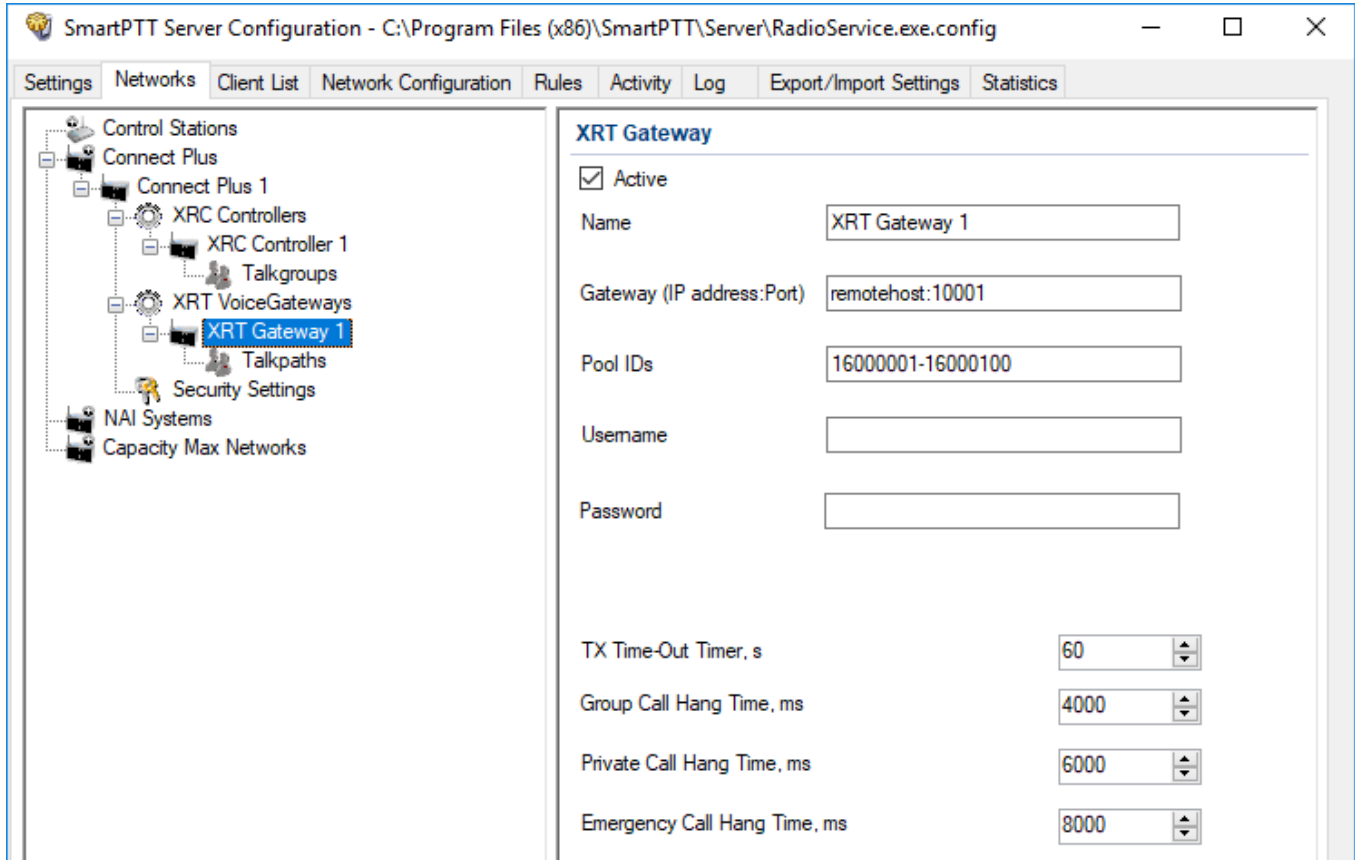 SmartPTT Server Configuration - C:\Program Files (x86)\SmartPTT\Server\RadioService.exe.config
Settings Networks Client List Network Configuration Rules Activity Log Export/Import Settings Statistics
Control Stations
Connect Plus
Connect Plus 1
XRC Controllers
XRC Controller 1
Talkgroups
XRT VoiceGateways
XRT Gateway 1
Talkpaths
Security Settings
NAI Systems
Capacity Max Networks
XRT Gateway
Active
Name XRT Gateway 1
Gateway (IP address:Port) remotehost:10001
Pool IDs 16000001-16000100
Username
Password
TX Time-Out Timer, s 60
Group Call Hang Time, ms 4000
Private Call Hang Time, ms 6000
Emergency Call Hang Time, ms 8000